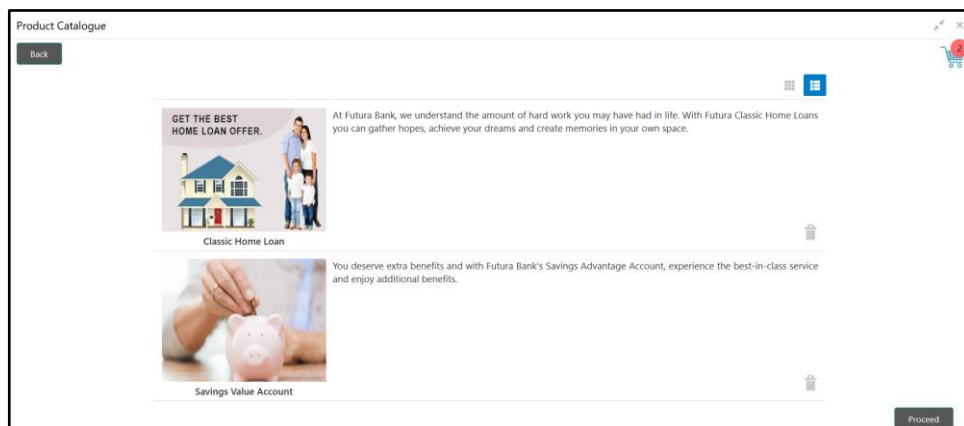 Product Catalogue
Back
2
GET THE BEST
HOME LOAN OFFER.
At Futura Bank, we understand the amount of hard work you may have had in life. With Futura Classic Home Loans
you can gather hopes, achieve your dreams and create memories in your own space.
Classic Home Loan
You deserve extra benefits and with Futura Bank's Savings Advantage Account, experience the best-in-class service
and enjoy additional benefits.
Savings Value Account
Proceed